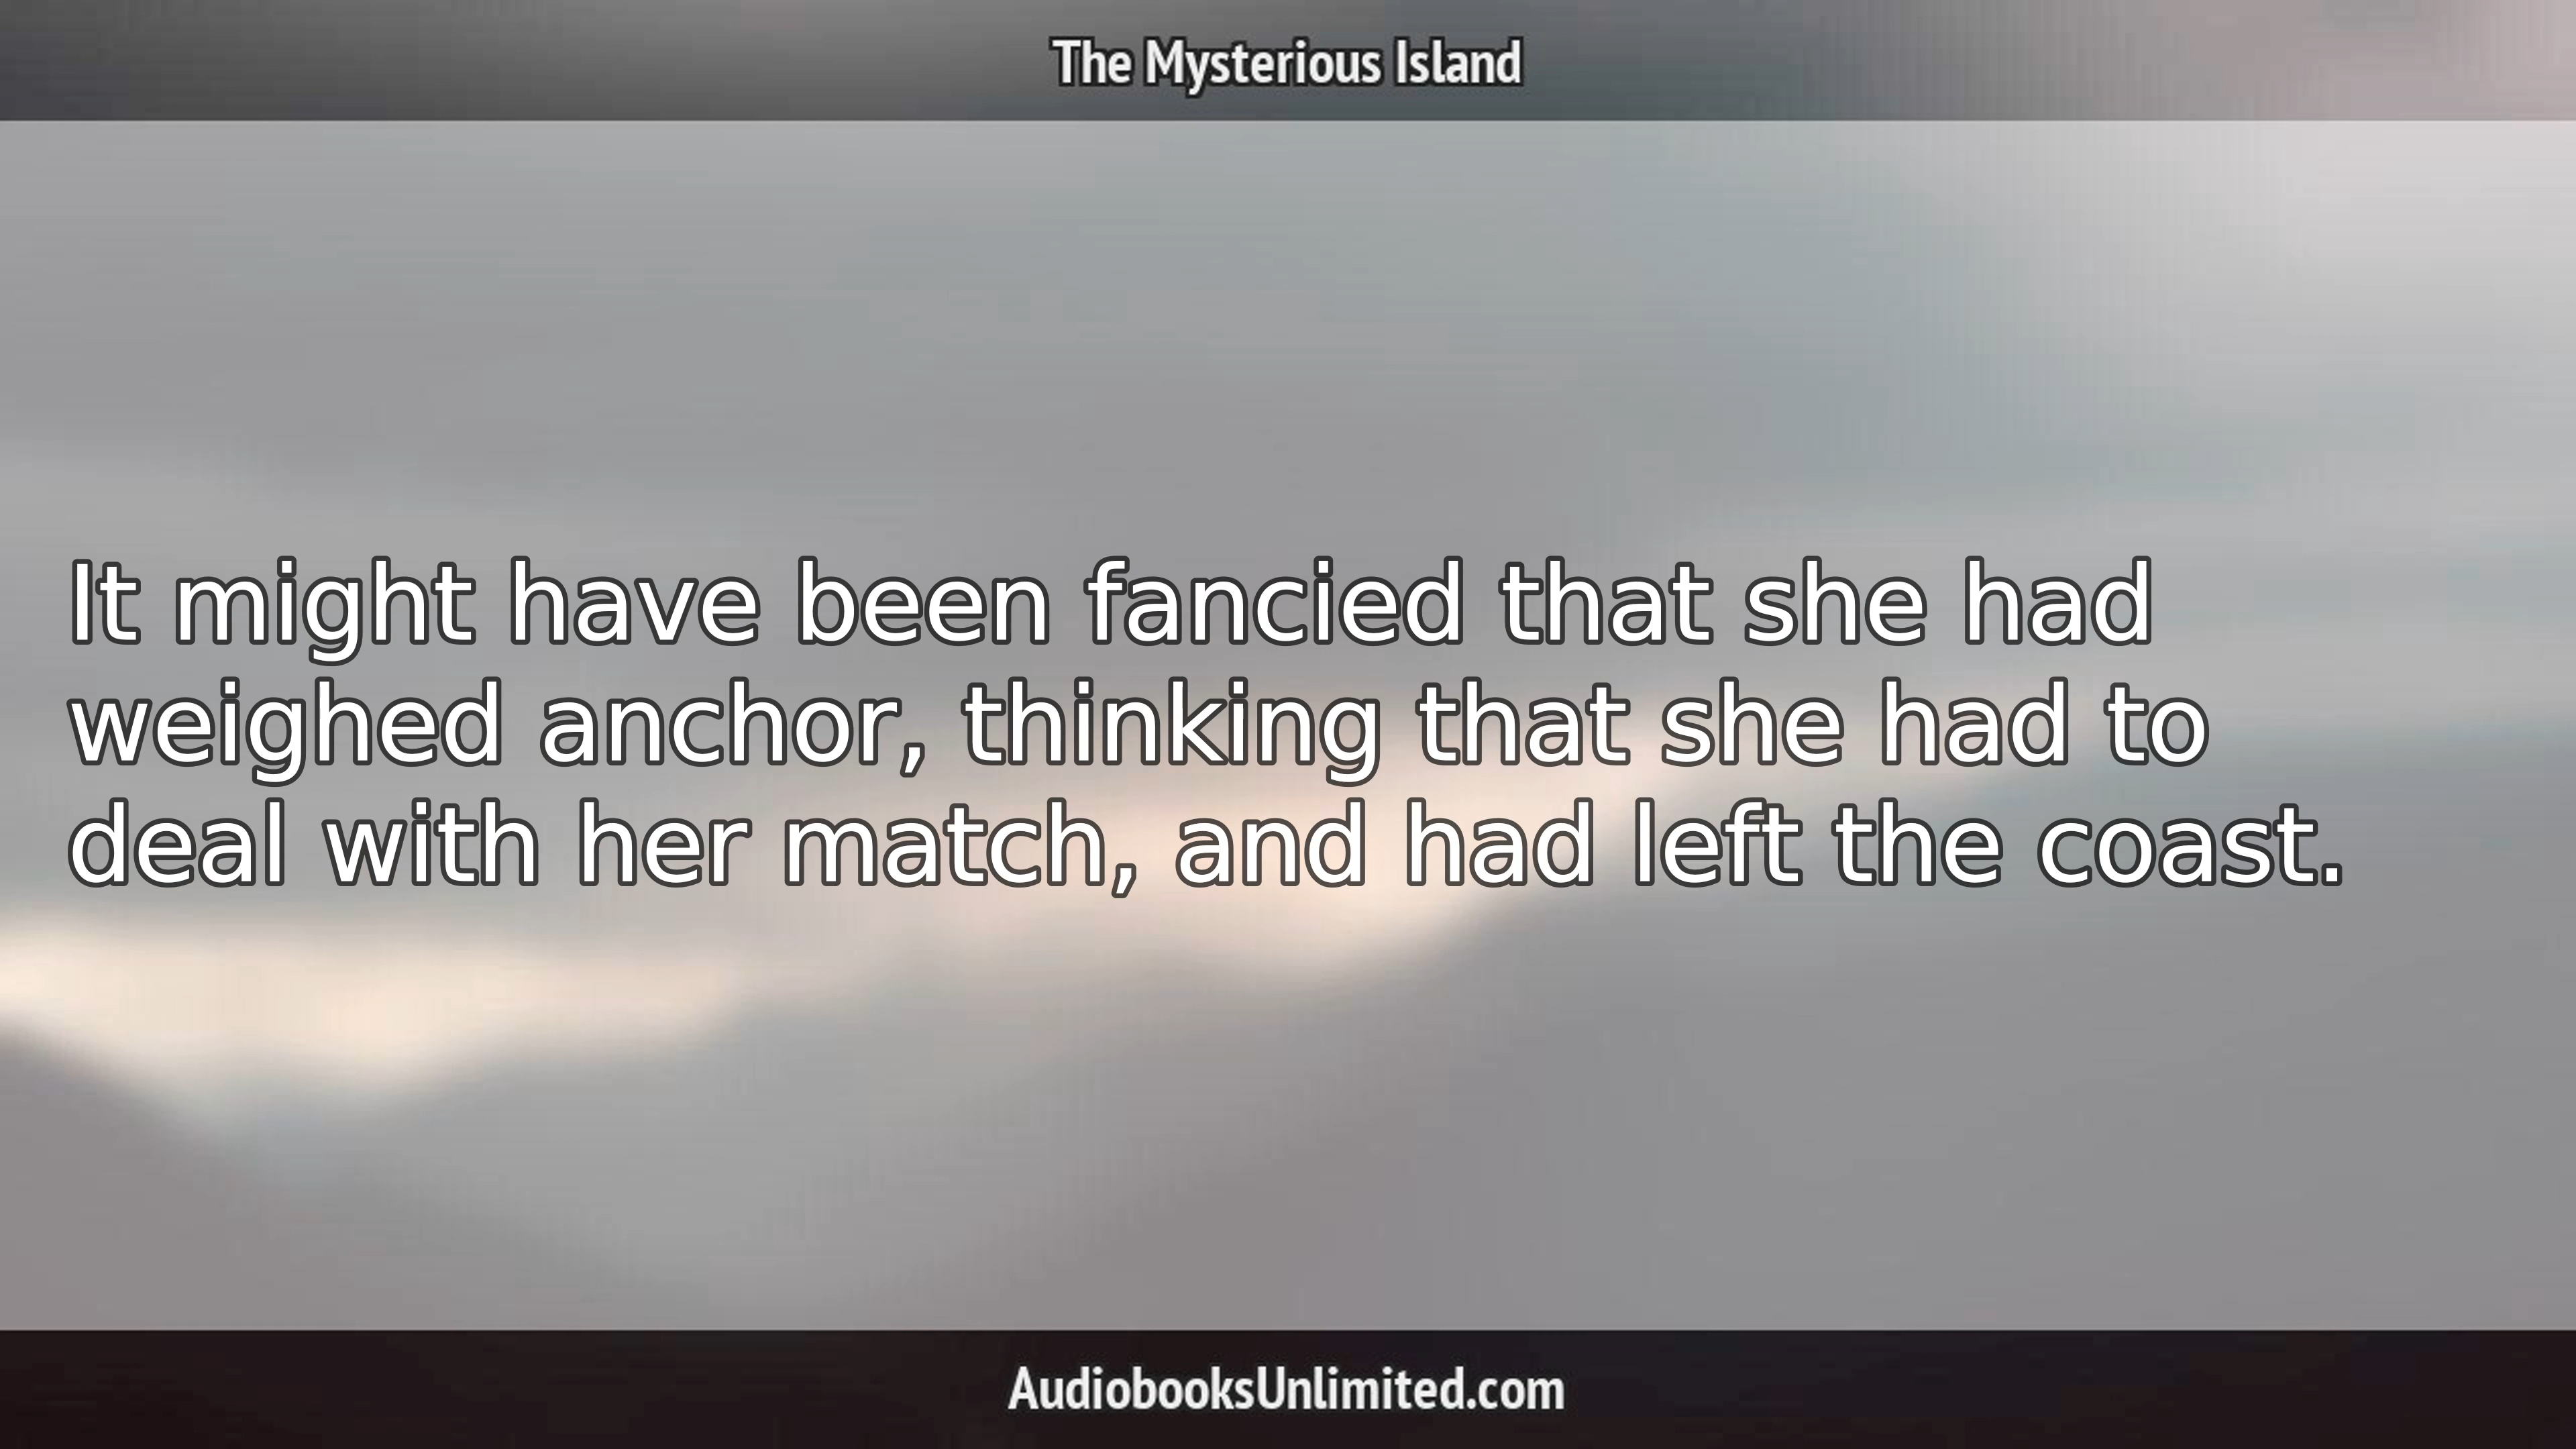 The Mysterious Island
It might have been fancied that she had
weighed anchor, thinking that she had to
deal with her match, and had left the coast.
AudiobooksUnlimited.com